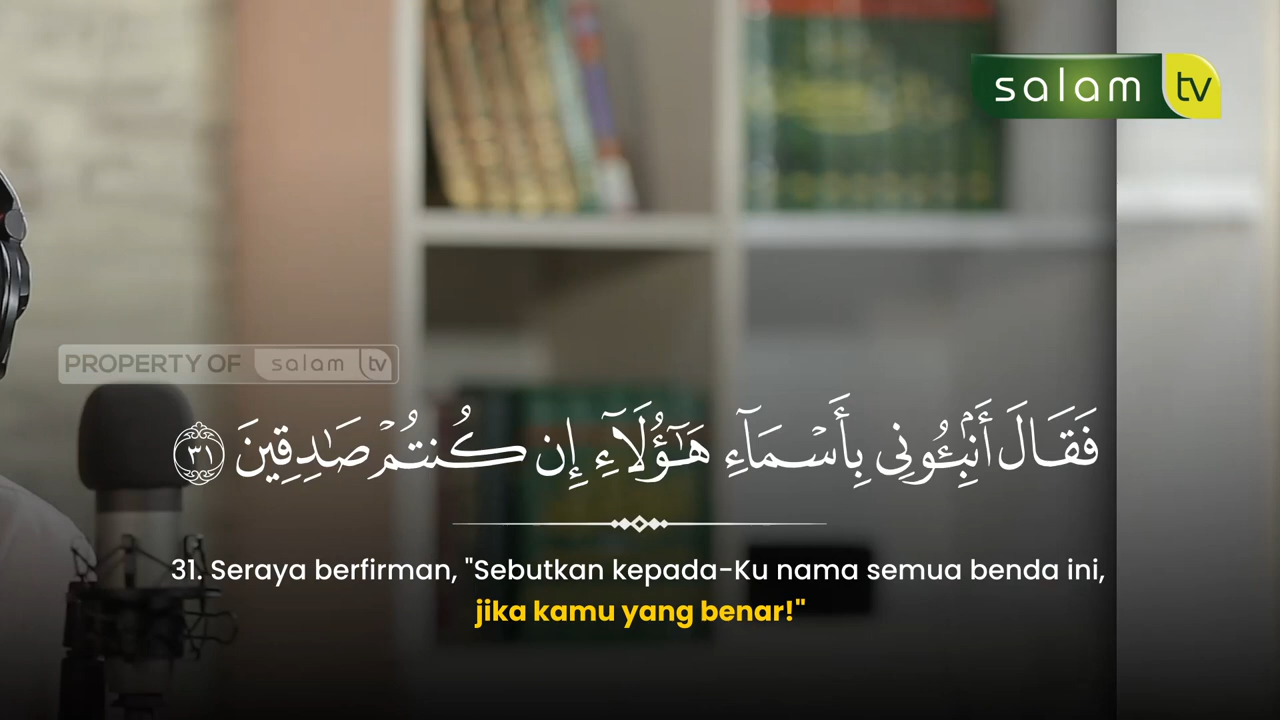 salam tv
PROPERTY OF salam tv
فَقَالَ أَنۢبِـُٔونِى بِأَسْمَآءِ هَـٰٓؤُلَآءِ إِن كُنتُمْ صَـٰدِقِينَ ٣١
31. Seraya berfirman, "Sebutkan kepada-Ku nama semua benda ini,
jika kamu yang benar!"